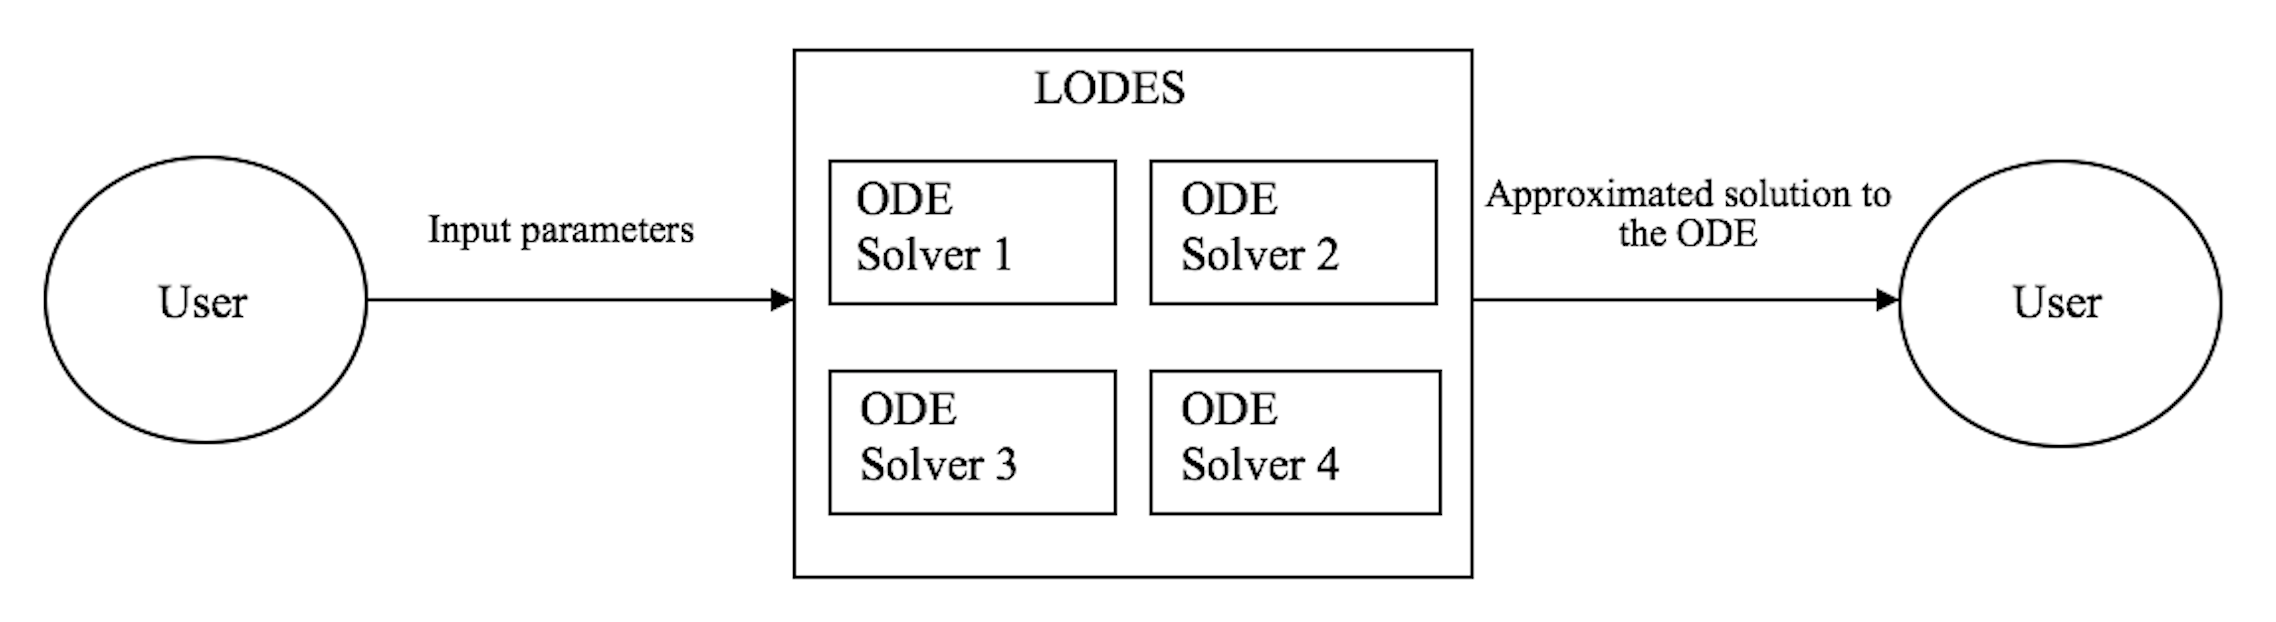 User
Input parameters
LODES
ODE
Solver 1
ODE
Solver 2
ODE
Solver 3
ODE
Solver 4
Approximated solution to
the ODE
User